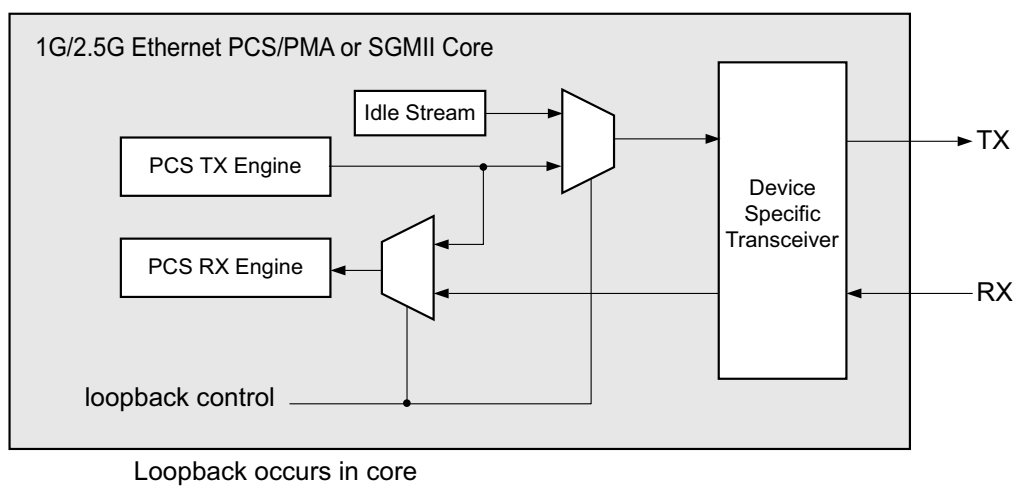 1G/2.5G Ethernet PCS/PMA or SGMII Core
Idle Stream
PCS TX Engine
TX
Device
Specific
Transceiver
PCS RX Engine
RX
loopback control
Loopback occurs in core